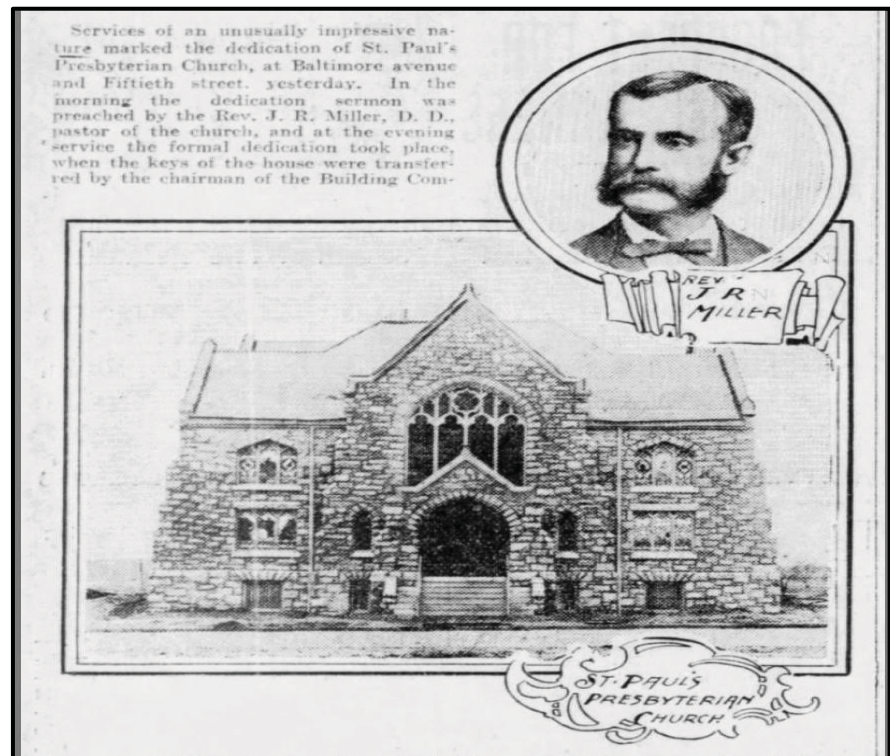 Services of an unusually impressive na-
ture marked the dedication of St. Paul's
Presbyterian Church, at Baltimore avenue
and Fiftieth street, yesterday. In the
morning the dedication sermon was
preached by the Rev. J. R. Miller, D. D.,
pastor of the church, and at the evening
service the formal dedication took place,
when the keys of the house were transfer-
red by the chairman of the Building Com-
REV.
J R
MILLER
ST. PAUL'S
PRESBYTERIAN
CHURCH